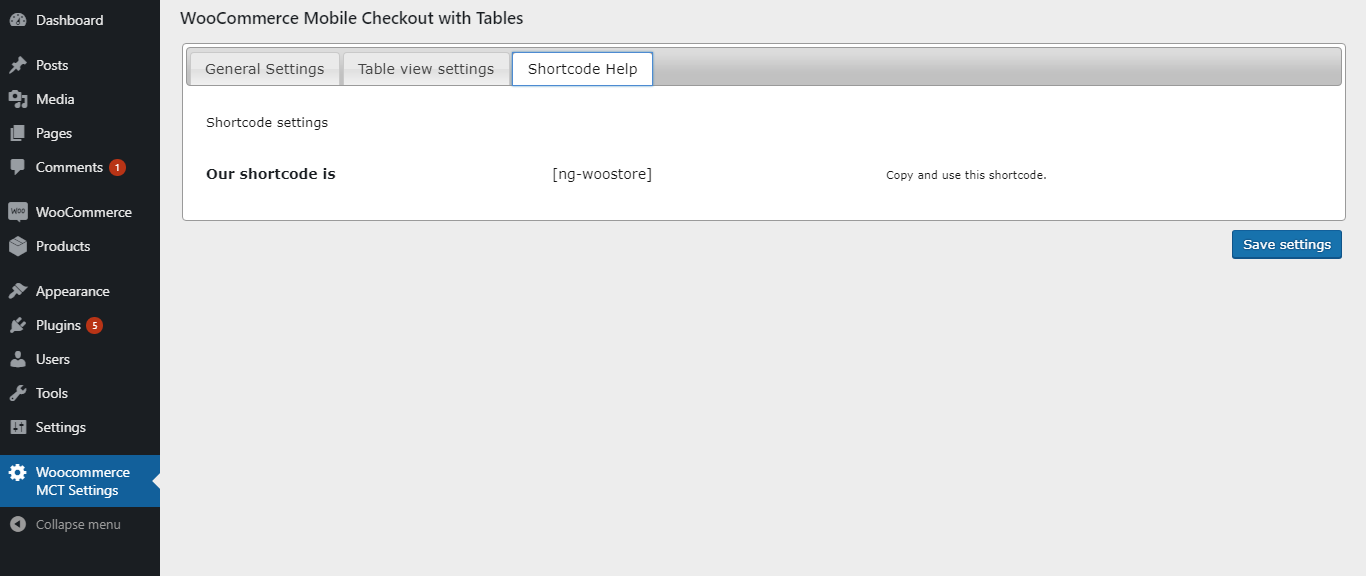 Dashboard
Posts
Media
Pages
Comments 1
WOO WooCommerce
Products
Appearance
Plugins 5
Users
Tools
Settings
Woocommerce
MCT Settings
Collapse menu
WooCommerce Mobile Checkout with Tables
General Settings Table view settings Shortcode Help
Shortcode settings
Our shortcode is [ng-woostore] Copy and use this shortcode.
Save settings